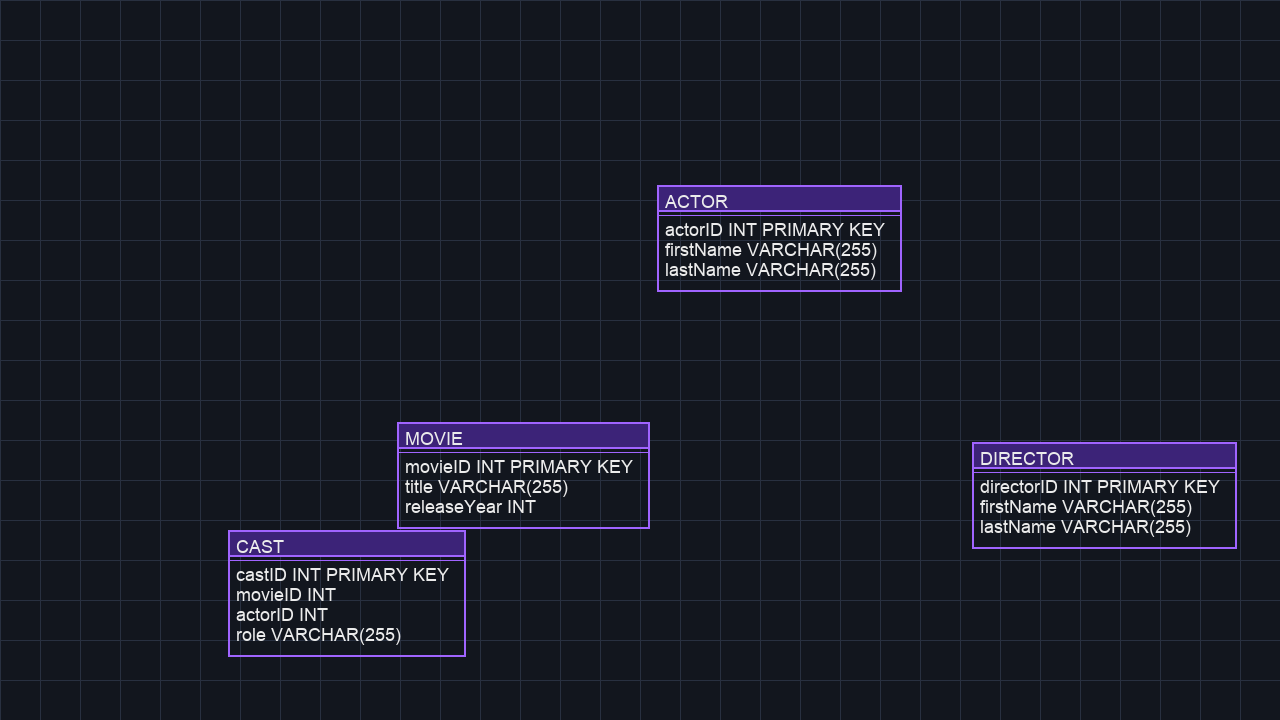 ACTOR
actorID INT PRIMARY KEY
firstName VARCHAR(255)
lastName VARCHAR(255)
MOVIE
movieID INT PRIMARY KEY
title VARCHAR(255)
releaseYear INT
DIRECTOR
directorID INT PRIMARY KEY
firstName VARCHAR(255)
lastName VARCHAR(255)
CAST
castID INT PRIMARY KEY
movieID INT
actorID INT
role VARCHAR(255)